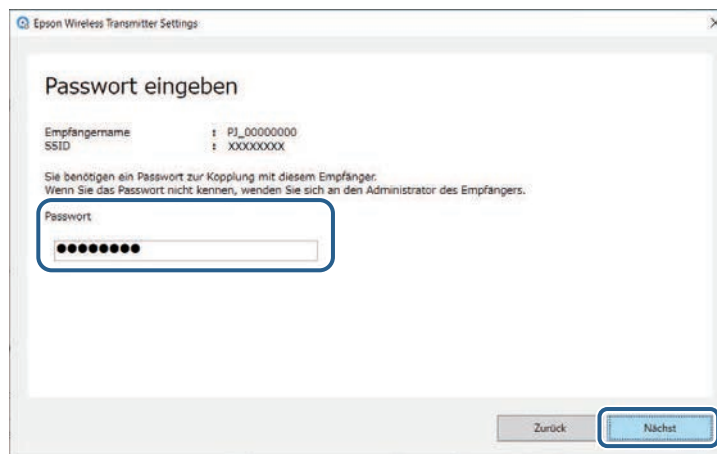 Epson Wireless Transmitter Settings
Passwort eingeben
Empfängername : PJ_00000000
SSID : XXXXXXXX
Sie benötigen ein Passwort zur Kopplung mit diesem Empfänger.
Wenn Sie das Passwort nicht kennen, wenden Sie sich an den Administrator des Empfängers.
Passwort
●●●●●●●●
Zurück Nächst